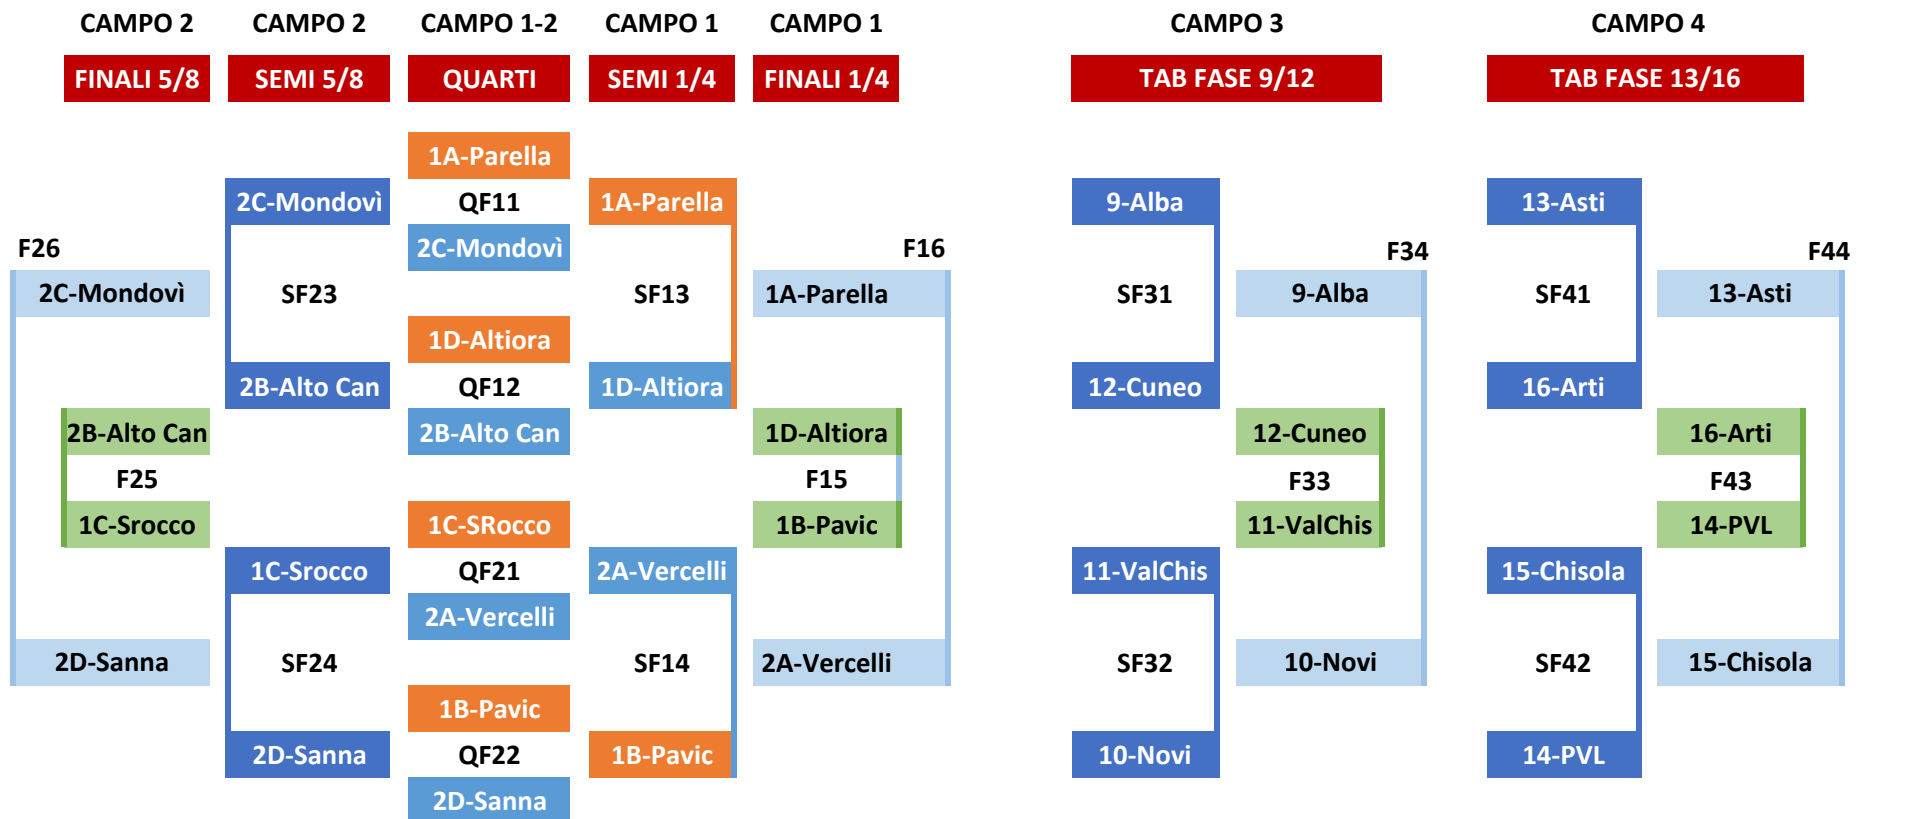 CAMPO 2 CAMPO 2 CAMPO 1-2 CAMPO 1 CAMPO 1 CAMPO 3 CAMPO 4
FINALI 5/8 SEMI 5/8 QUARTI SEMI 1/4 FINALI 1/4 TAB FASE 9/12 TAB FASE 13/16
1A-Parella
2C-Mondovì QF11 1A-Parella 9-Alba 13-Asti
F26 2C-Mondovì F16 F34 F44
2C-Mondovì SF23 SF13 1A-Parella SF31 9-Alba SF41 13-Asti
1D-Altiora
2B-Alto Can QF12 1D-Altiora 12-Cuneo 16-Arti
2B-Alto Can 2B-Alto Can 1D-Altiora 12-Cuneo 16-Arti
F25 F15 F33 F43
1C-Srocco 1C-SRocco 1B-Pavic 11-ValChis 14-PVL
1C-Srocco QF21 2A-Vercelli 11-ValChis 15-Chisola
2A-Vercelli
2D-Sanna SF24 SF14 2A-Vercelli SF32 10-Novi SF42 15-Chisola
1B-Pavic
2D-Sanna QF22 1B-Pavic 10-Novi 14-PVL
2D-Sanna